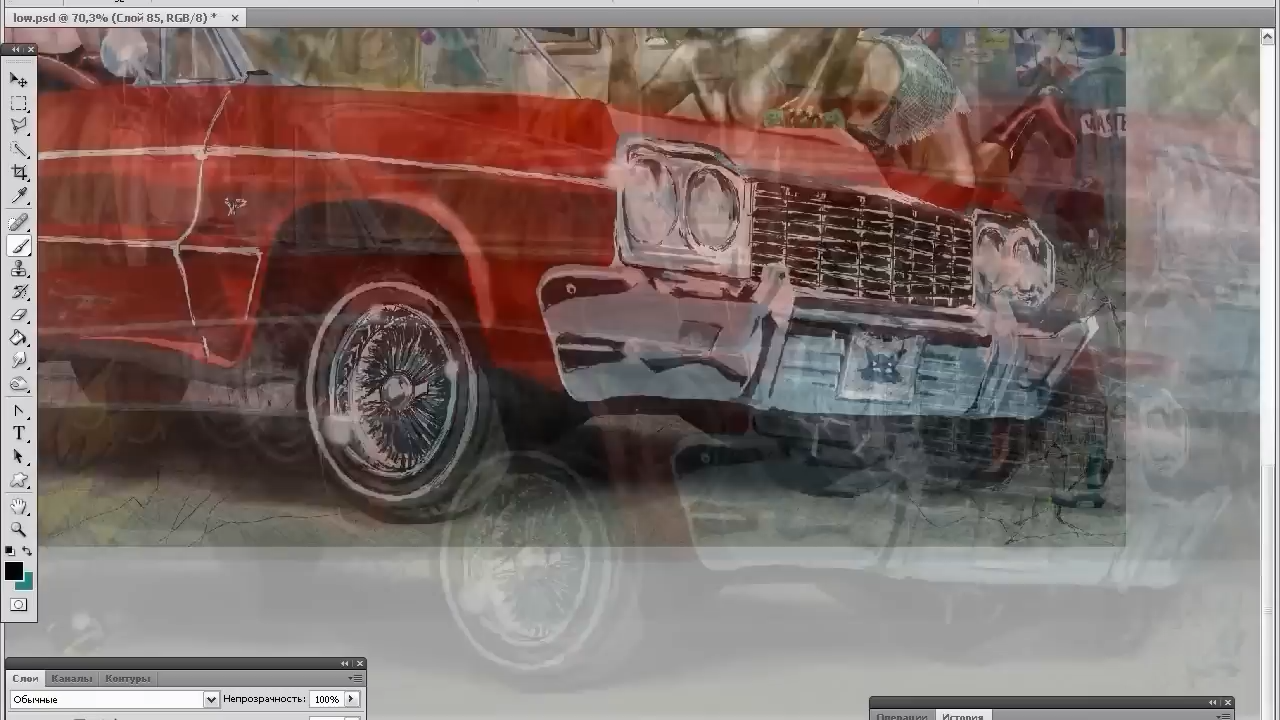 low.psd @ 70,3% (Слой 85, RGB/8) *
Слои Каналы Контуры
Обычные Непрозрачность: 100%
Операции История